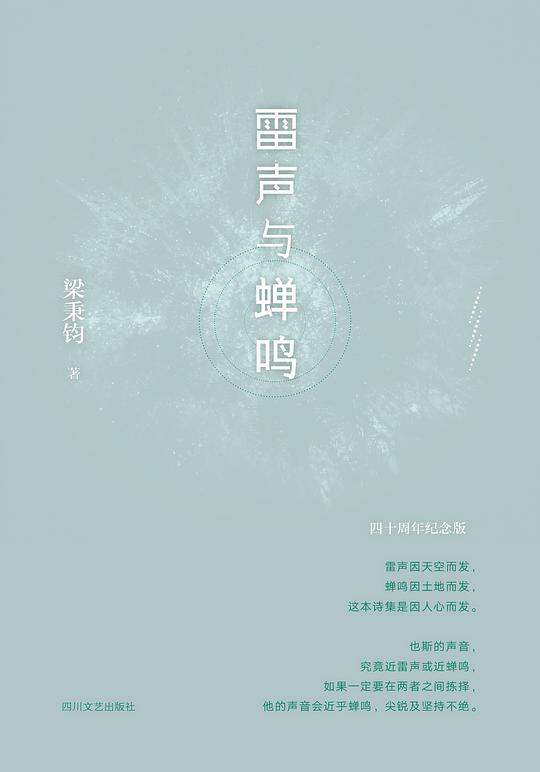 雷声与蝉鸣
梁秉钧
著
四十周年纪念版
雷声因天空而发，
蝉鸣因土地而发，
这本诗集是因人心而发。
也斯的声音，
究竟近雷声或近蝉鸣，
如果一定要在两者之间拣择，
他的声音会近乎蝉鸣，尖锐及坚持不绝。
四川文艺出版社